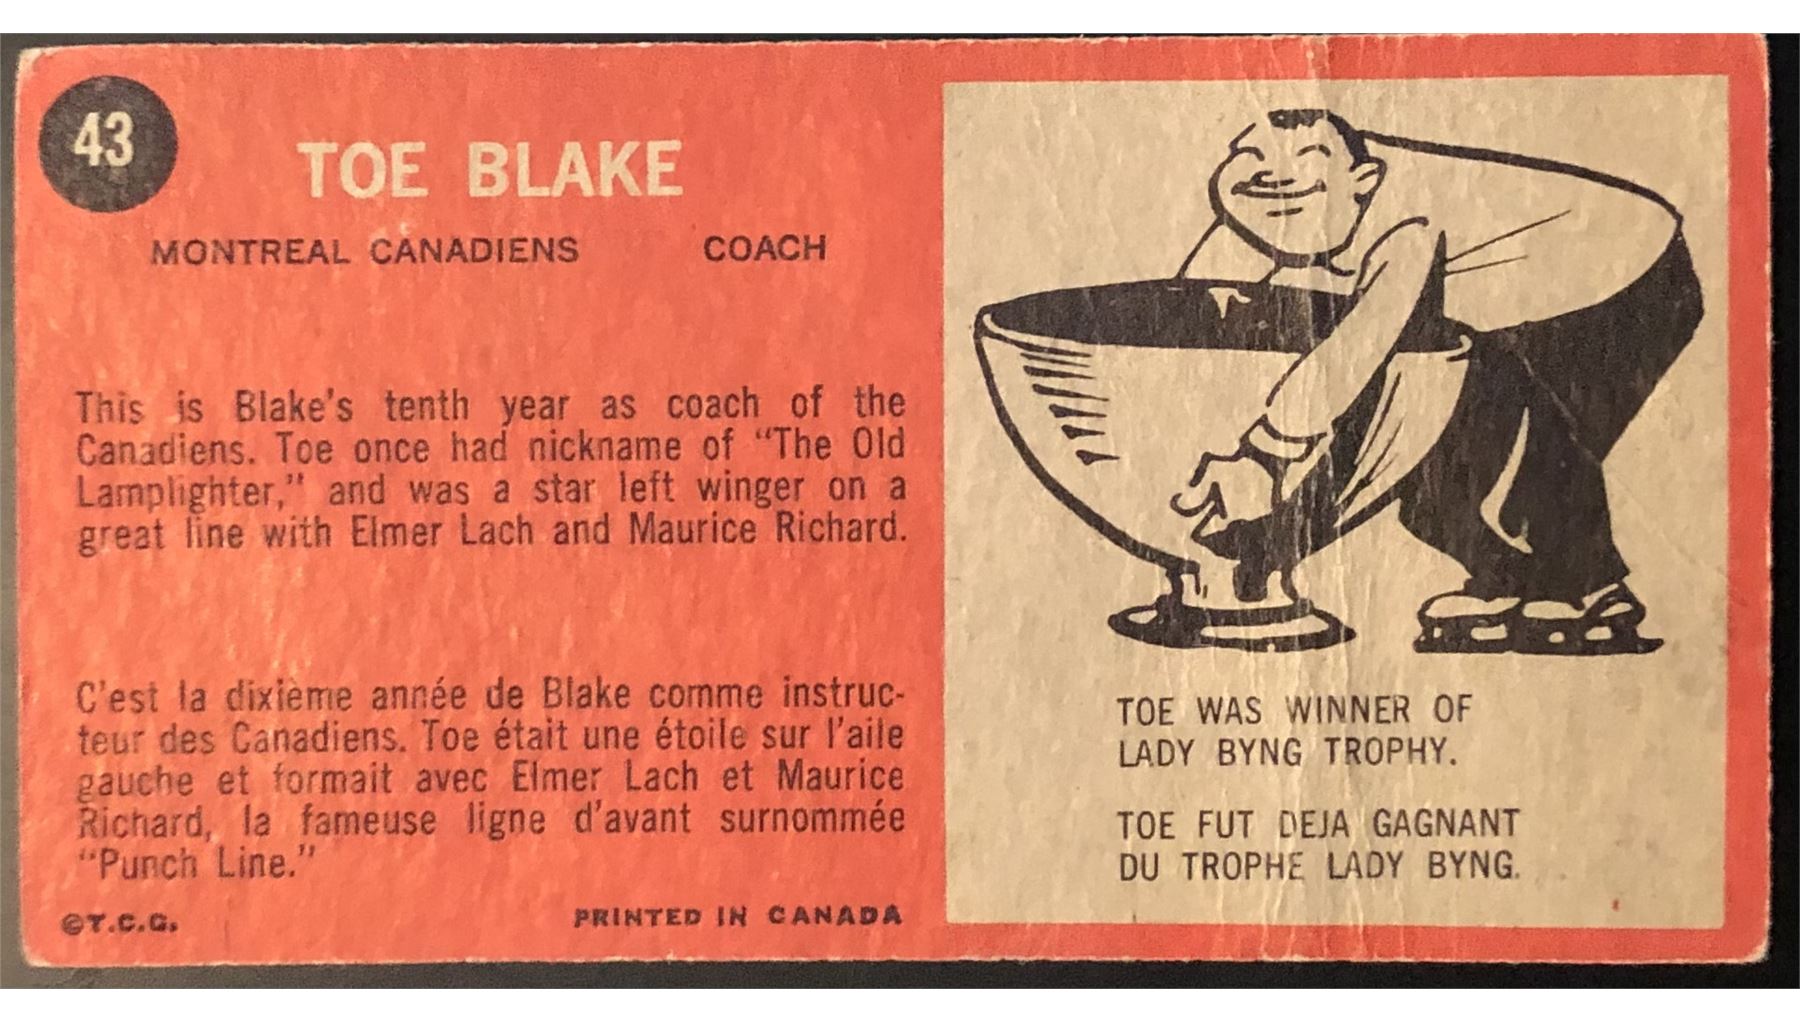 43
TOE BLAKE
MONTREAL CANADIENS COACH
This is Blake's tenth year as coach of the
Canadiens. Toe once had nickname of "The Old
Lamplighter," and was a star left winger on a
great line with Elmer Lach and Maurice Richard.
C'est la dixième année de Blake comme instruc-
teur des Canadiens. Toe était une étoile sur l'aile
gauche et formait avec Elmer Lach et Maurice
Richard, la fameuse ligne d'avant surnommée
"Punch Line."
©T.C.G. PRINTED IN CANADA
TOE WAS WINNER OF
LADY BYNG TROPHY.
TOE FUT DEJA GAGNANT
DU TROPHE LADY BYNG.